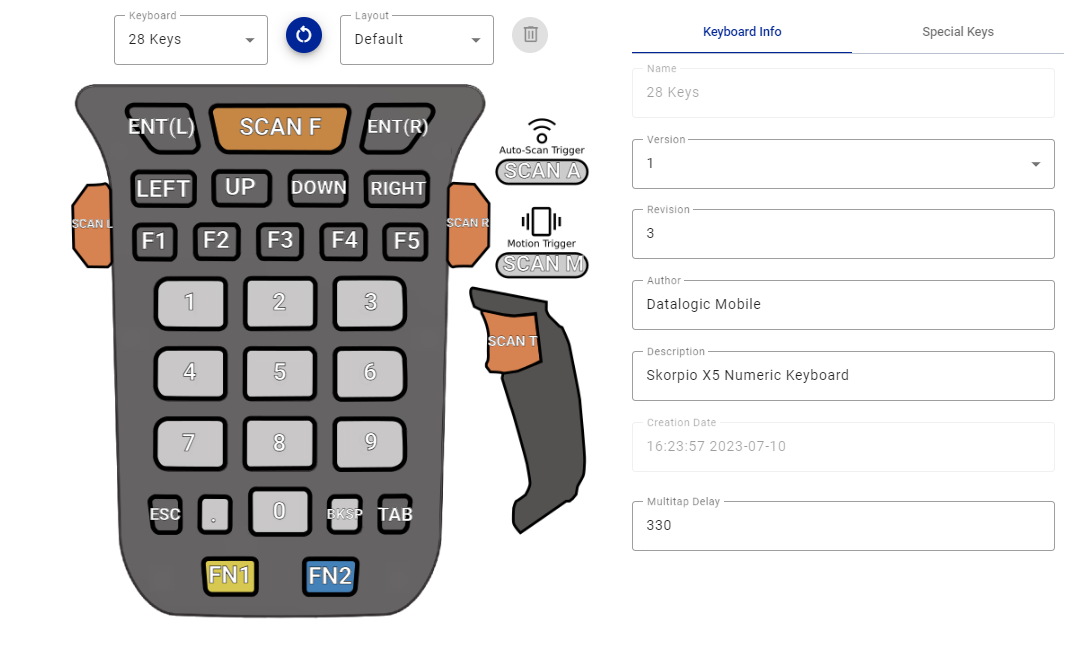 Keyboard
28 Keys
Layout
Default
ENT(L)
SCAN F
ENT(R)
LEFT
UP
DOWN
RIGHT
SCAN L
SCAN R
F1
F2
F3
F4
F5
1
2
3
4
5
6
7
8
9
ESC
.
0
BKSP
TAB
FN1
FN2
Auto-Scan Trigger
SCAN A
Motion Trigger
SCAN M
SCAN T
Keyboard Info
Special Keys
Name
28 Keys
Version
1
Revision
3
Author
Datalogic Mobile
Description
Skorpio X5 Numeric Keyboard
Creation Date
16:23:57 2023-07-10
Multitap Delay
330